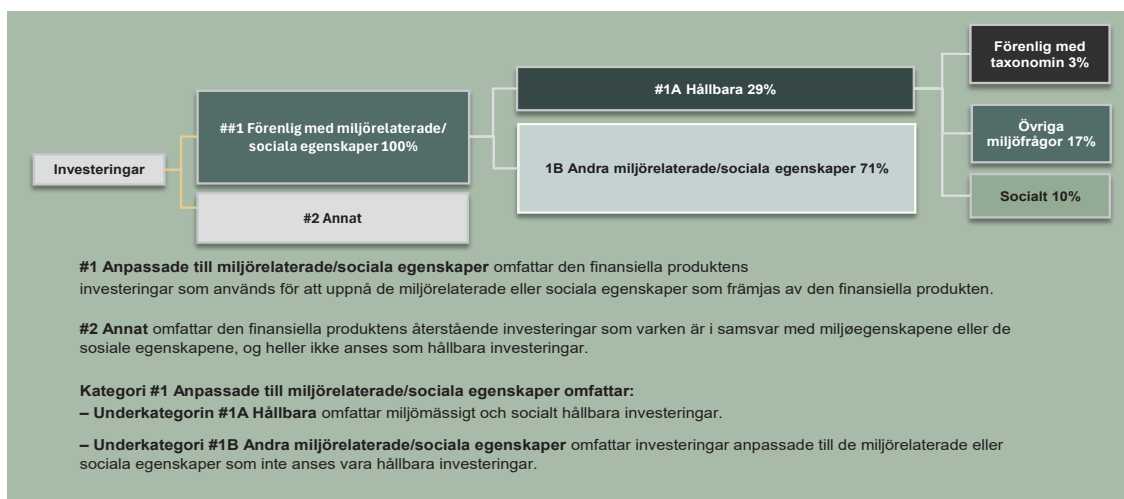 Investeringar
##1 Förenlig med miljörelaterade/
sociala egenskaper 100%
#2 Annat
#1A Hållbara 29%
1B Andra miljörelaterade/sociala egenskaper 71%
Förenlig med
taxonomin 3%
Övriga
miljöfrågor 17%
Socialt 10%
#1 Anpassade till miljörelaterade/sociala egenskaper omfattar den finansiella produktens
investeringar som används för att uppnå de miljörelaterade eller sociala egenskaper som främjas av den finansiella produkten.
#2 Annat omfattar den finansiella produktens återstående investeringar som varken är i samsvar med miljøegenskapene eller de
sosiale egenskapene, og heller ikke anses som hållbara investeringar.
Kategori #1 Anpassade till miljörelaterade/sociala egenskaper omfattar:
– Underkategorin #1A Hållbara omfattar miljömässigt och socialt hållbara investeringar.
– Underkategori #1B Andra miljörelaterade/sociala egenskaper omfattar investeringar anpassade till de miljörelaterade eller
sociala egenskaper som inte anses vara hållbara investeringar.